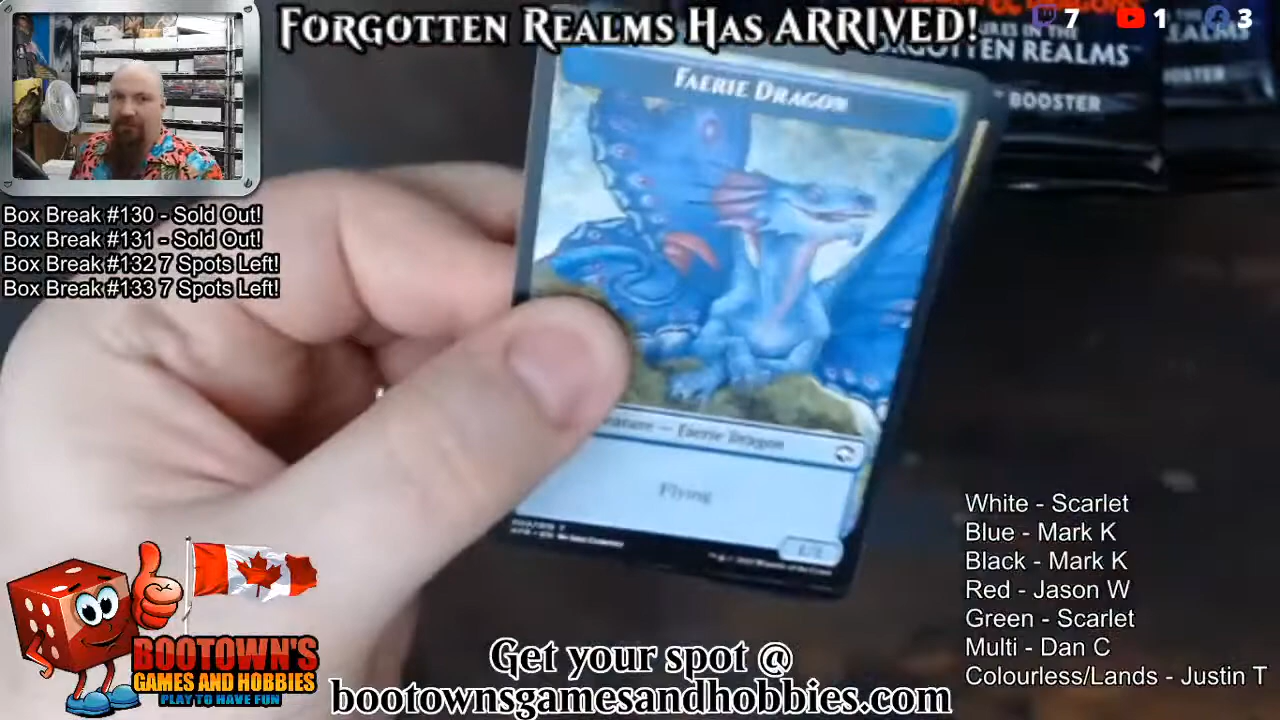 FORGOTTEN REALMS HAS ARRIVED!
7
1
3
FORGOTTEN REALMS
BOOSTER
REALMS
BOOSTER
FAERIE DRAGON
Box Break #130 - Sold Out!
Box Break #131 - Sold Out!
Box Break #132 7 Spots Left!
Box Break #133 7 Spots Left!
Faerie Dragon
Flying
White - Scarlet
Blue - Mark K
Black - Mark K
Red - Jason W
Green - Scarlet
Multi - Dan C
Colourless/Lands - Justin T
BOOTOWN'S
GAMES AND HOBBIES
PLAY TO HAVE FUN
Get your spot @
bootownsgamesandhobbies.com